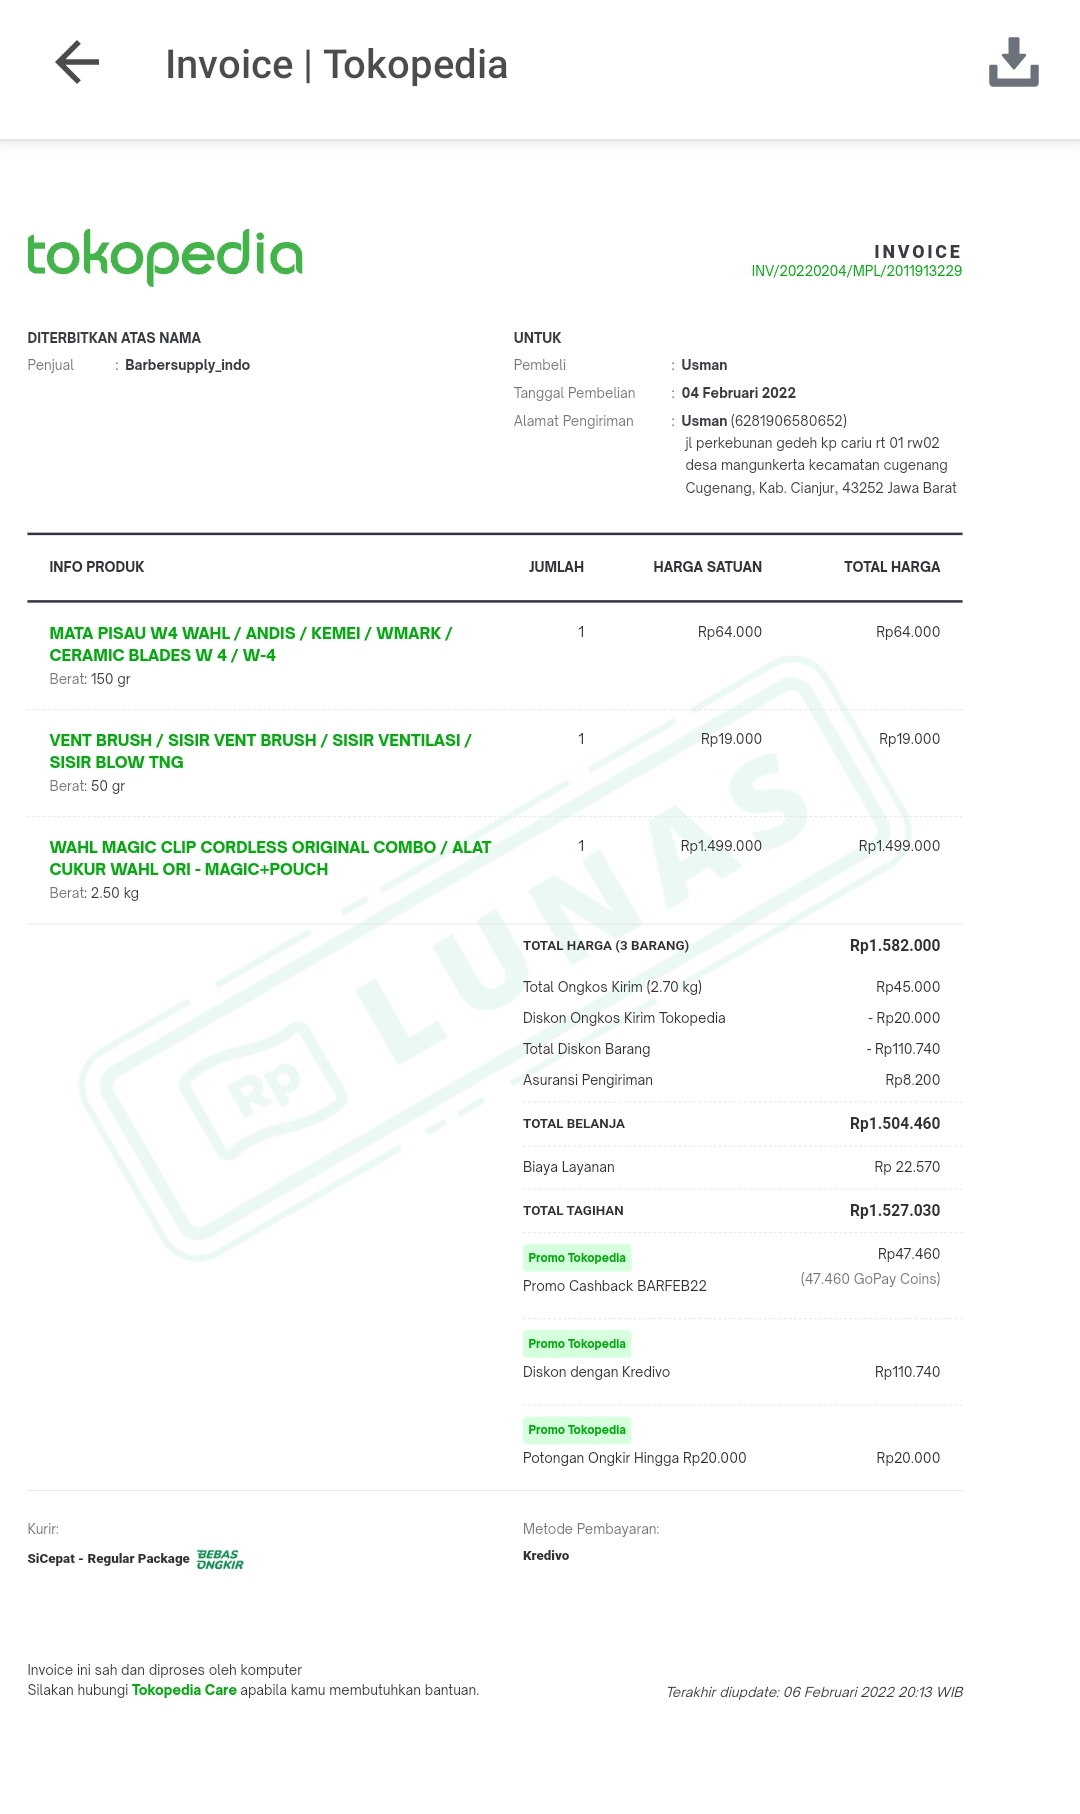 Invoice | Tokopedia
tokopedia
INVOICE
INV/20220204/MPL/2011913229
DITERBITKAN ATAS NAMA
Penjual : Barbersupply_indo
UNTUK
Pembeli : Usman
Tanggal Pembelian : 04 Februari 2022
Alamat Pengiriman : Usman (6281906580652)
jl perkebunan gedeh kp cariu rt 01 rw02
desa mangunkerta kecamatan cugenang
Cugenang, Kab. Cianjur, 43252 Jawa Barat
INFO PRODUK JUMLAH HARGA SATUAN TOTAL HARGA
MATA PISAU W4 WAHL / ANDIS / KEMEI / WMARK / 1 Rp64.000 Rp64.000
CERAMIC BLADES W 4 / W-4
Berat: 150 gr
VENT BRUSH / SISIR VENT BRUSH / SISIR VENTILASI / 1 Rp19.000 Rp19.000
SISIR BLOW TNG
Berat: 50 gr
WAHL MAGIC CLIP CORDLESS ORIGINAL COMBO / ALAT 1 Rp1.499.000 Rp1.499.000
CUKUR WAHL ORI - MAGIC+POUCH
Berat: 2.50 kg
Rp LUNAS
TOTAL HARGA (3 BARANG) Rp1.582.000
Total Ongkos Kirim (2.70 kg) Rp45.000
Diskon Ongkos Kirim Tokopedia - Rp20.000
Total Diskon Barang - Rp110.740
Asuransi Pengiriman Rp8.200
TOTAL BELANJA Rp1.504.460
Biaya Layanan Rp 22.570
TOTAL TAGIHAN Rp1.527.030
Promo Tokopedia Rp47.460
Promo Cashback BARFEB22 (47.460 GoPay Coins)
Promo Tokopedia
Diskon dengan Kredivo Rp110.740
Promo Tokopedia
Potongan Ongkir Hingga Rp20.000 Rp20.000
Kurir:
SiCepat - Regular Package BEBAS ONGKIR
Metode Pembayaran:
Kredivo
Invoice ini sah dan diproses oleh komputer
Silakan hubungi Tokopedia Care apabila kamu membutuhkan bantuan.
Terakhir diupdate: 06 Februari 2022 20:13 WIB